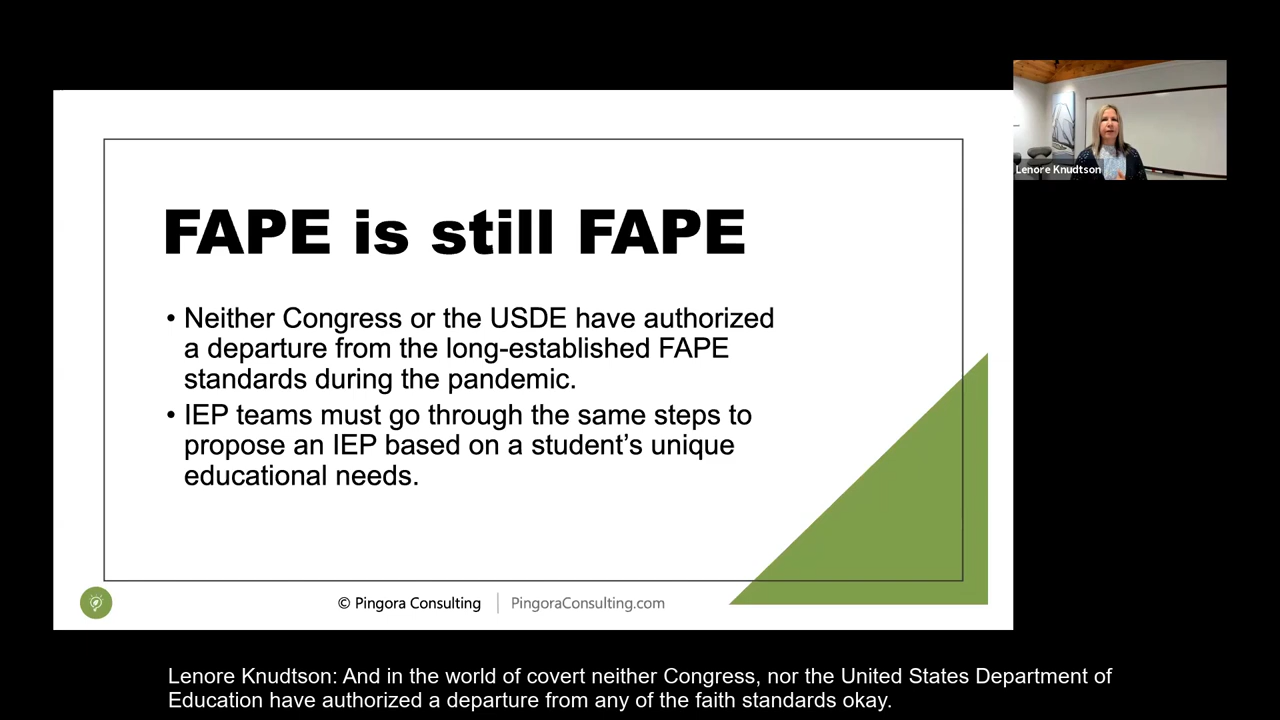 Lenore Knudtson
FAPE is still FAPE
• Neither Congress or the USDE have authorized
a departure from the long-established FAPE
standards during the pandemic.
• IEP teams must go through the same steps to
propose an IEP based on a student’s unique
educational needs.
© Pingora Consulting | PingoraConsulting.com
Lenore Knudtson: And in the world of covert neither Congress, nor the United States Department of
Education have authorized a departure from any of the faith standards okay.